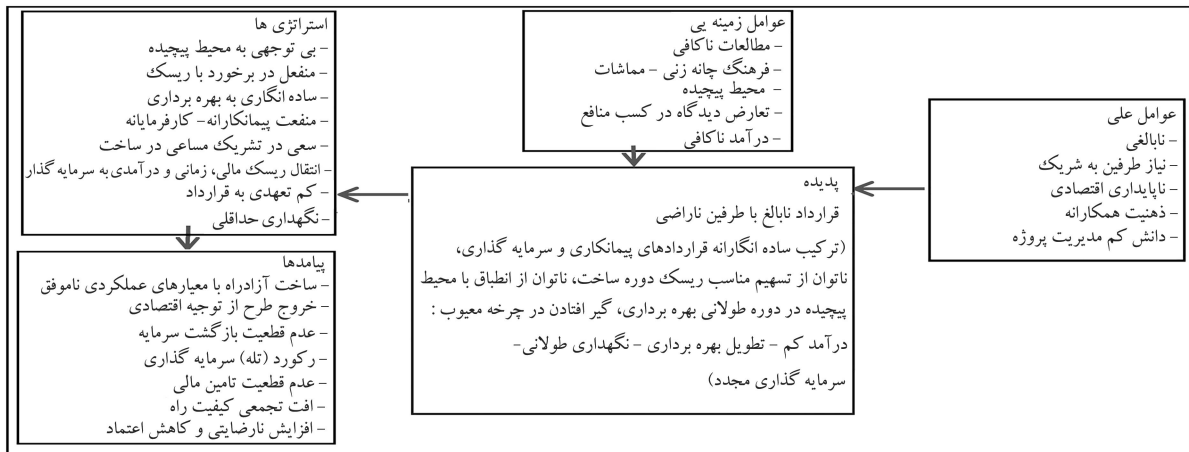 عوامل علی
- نابالغی
- نیاز طرفین به شریک
- ناپایداری اقتصادی
- ذهنیت همکارانه
- دانش کم مدیریت پروژه
عوامل زمینه یی
- مطالعات ناکافی
- فرهنگ چانه زنی - مماشات
- محیط پیچیده
- تعارض دیدگاه در کسب منافع
- درآمد ناکافی
پدیده
قرارداد نابالغ با طرفین ناراضی
(ترکیب ساده انگارانه قراردادهای پیمانکاری و سرمایه گذاری،
ناتوان از تسهیم مناسب ریسک دوره ساخت، ناتوان از انطباق با محیط
پیچیده در دوره طولانی بهره برداری، گیر افتادن در چرخه معیوب :
درآمد کم - تطویل بهره برداری - نگهداری طولانی-
سرمایه گذاری مجدد)
استراتژی ها
- بی توجهی به محیط پیچیده
- منفعل در برخورد با ریسک
- ساده انگاری به بهره برداری
- منفعت پیمانکارانه- کارفرمایانه
- سعی در تشریک مساعی در ساخت
- انتقال ریسک مالی، زمانی و درآمدی به سرمایه گذار
- کم تعهدی به قرارداد
- نگهداری حداقلی
پیامدها
- ساخت آزادراه با معیارهای عملکردی ناموفق
- خروج طرح از توجیه اقتصادی
- عدم قطعیت بازگشت سرمایه
- رکورد (تله) سرمایه گذاری
- عدم قطعیت تامین مالی
- افت تجمعی کیفیت راه
- افزایش نارضایتی و کاهش اعتماد